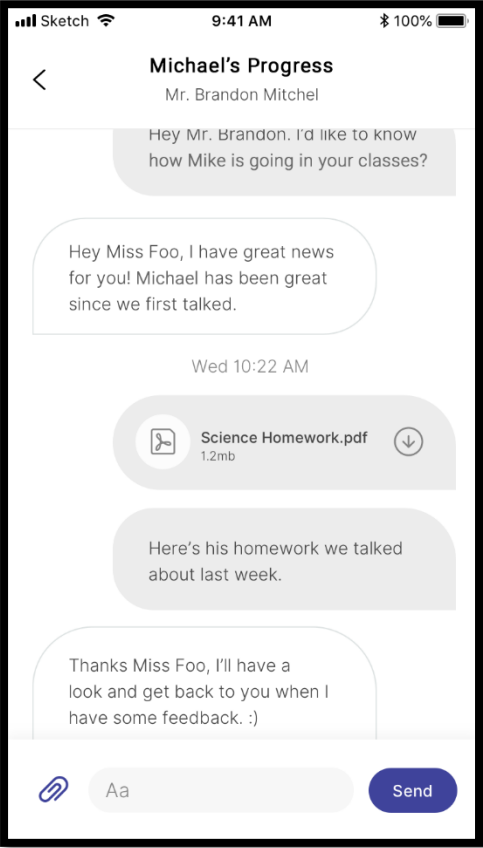 Sketch 9:41 AM 100%
Michael's Progress
Mr. Brandon Mitchel
Hey Mr. Brandon. I'd like to know
how Mike is going in your classes?
Hey Miss Foo, I have great news
for you! Michael has been great
since we first talked.
Wed 10:22 AM
Science Homework.pdf
1.2mb
Here's his homework we talked
about last week.
Thanks Miss Foo, I'll have a
look and get back to you when I
have some feedback. :)
Aa Send